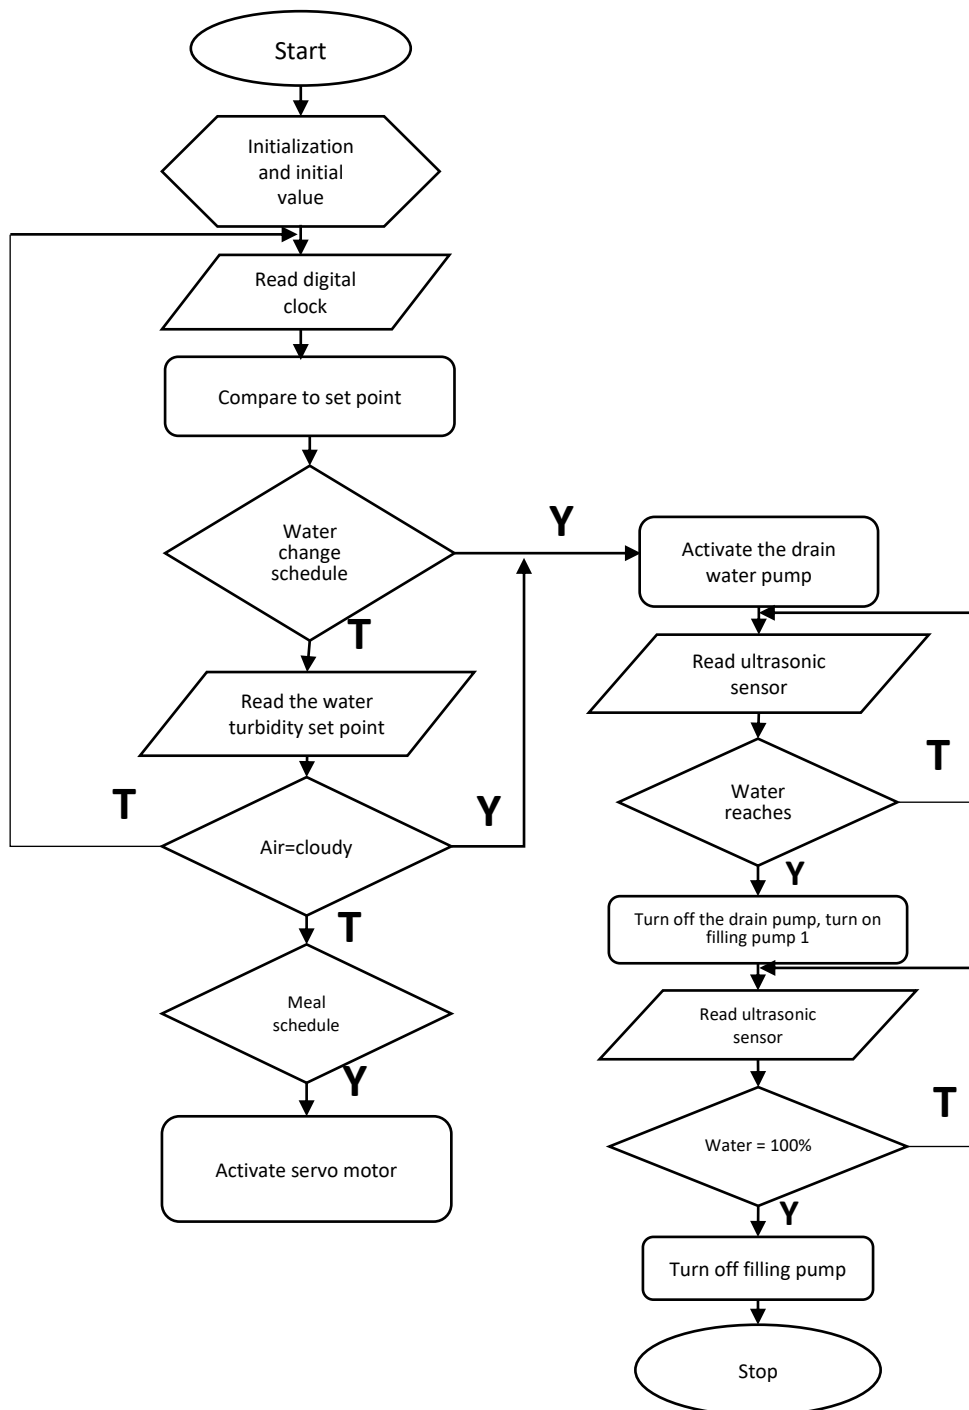 Start
Initialization
and initial
value
Read digital
clock
Compare to set point
Water
change
schedule
Y
T
Read the water
turbidity set point
Air=cloudy
T
Y
T
Meal
schedule
Y
Activate servo motor
Activate the drain
water pump
Read ultrasonic
sensor
Water
reaches
T
Y
Turn off the drain pump, turn on
filling pump 1
Read ultrasonic
sensor
Water = 100%
T
Y
Turn off filling pump
Stop